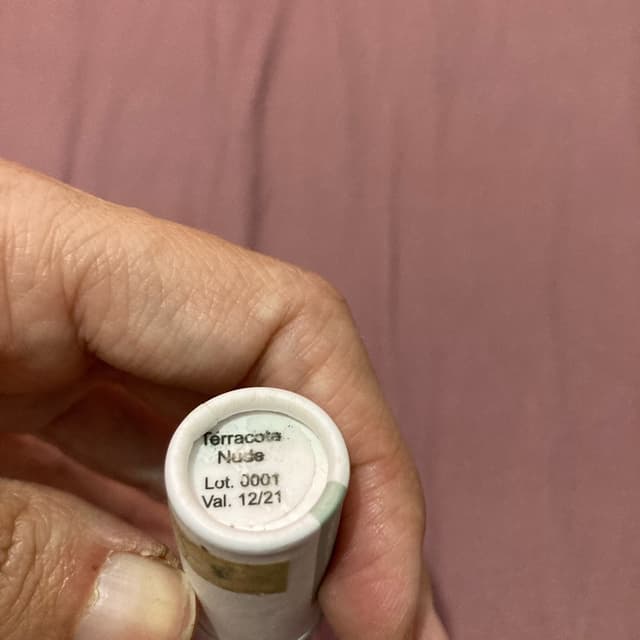 Terracota
Nude
Lot. 0001
Val. 12/21